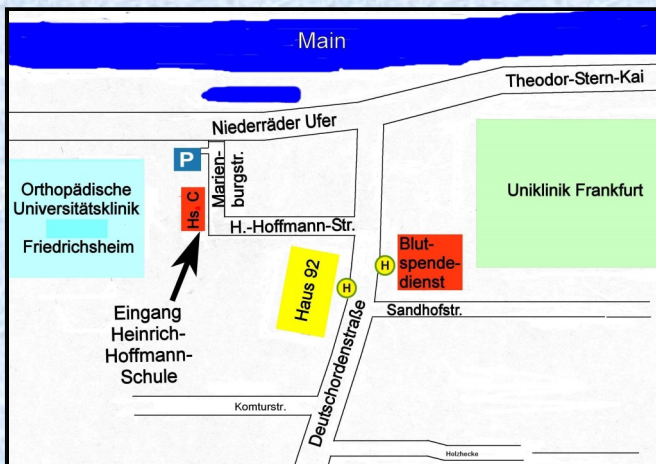 Main
Theodor-Stern-Kai
Niederräder Ufer
P
Marien-
burgstr.
Orthopädische
Universitätsklinik
Friedrichsheim
Hs. C
Uniklinik Frankfurt
H.-Hoffmann-Str.
Blut-
spende-
dienst
H
H
Haus 92
Eingang
Heinrich-
Hoffmann-
Schule
Sandhofstr.
Deutschordenstraße
Komturstr.
Holzhecke